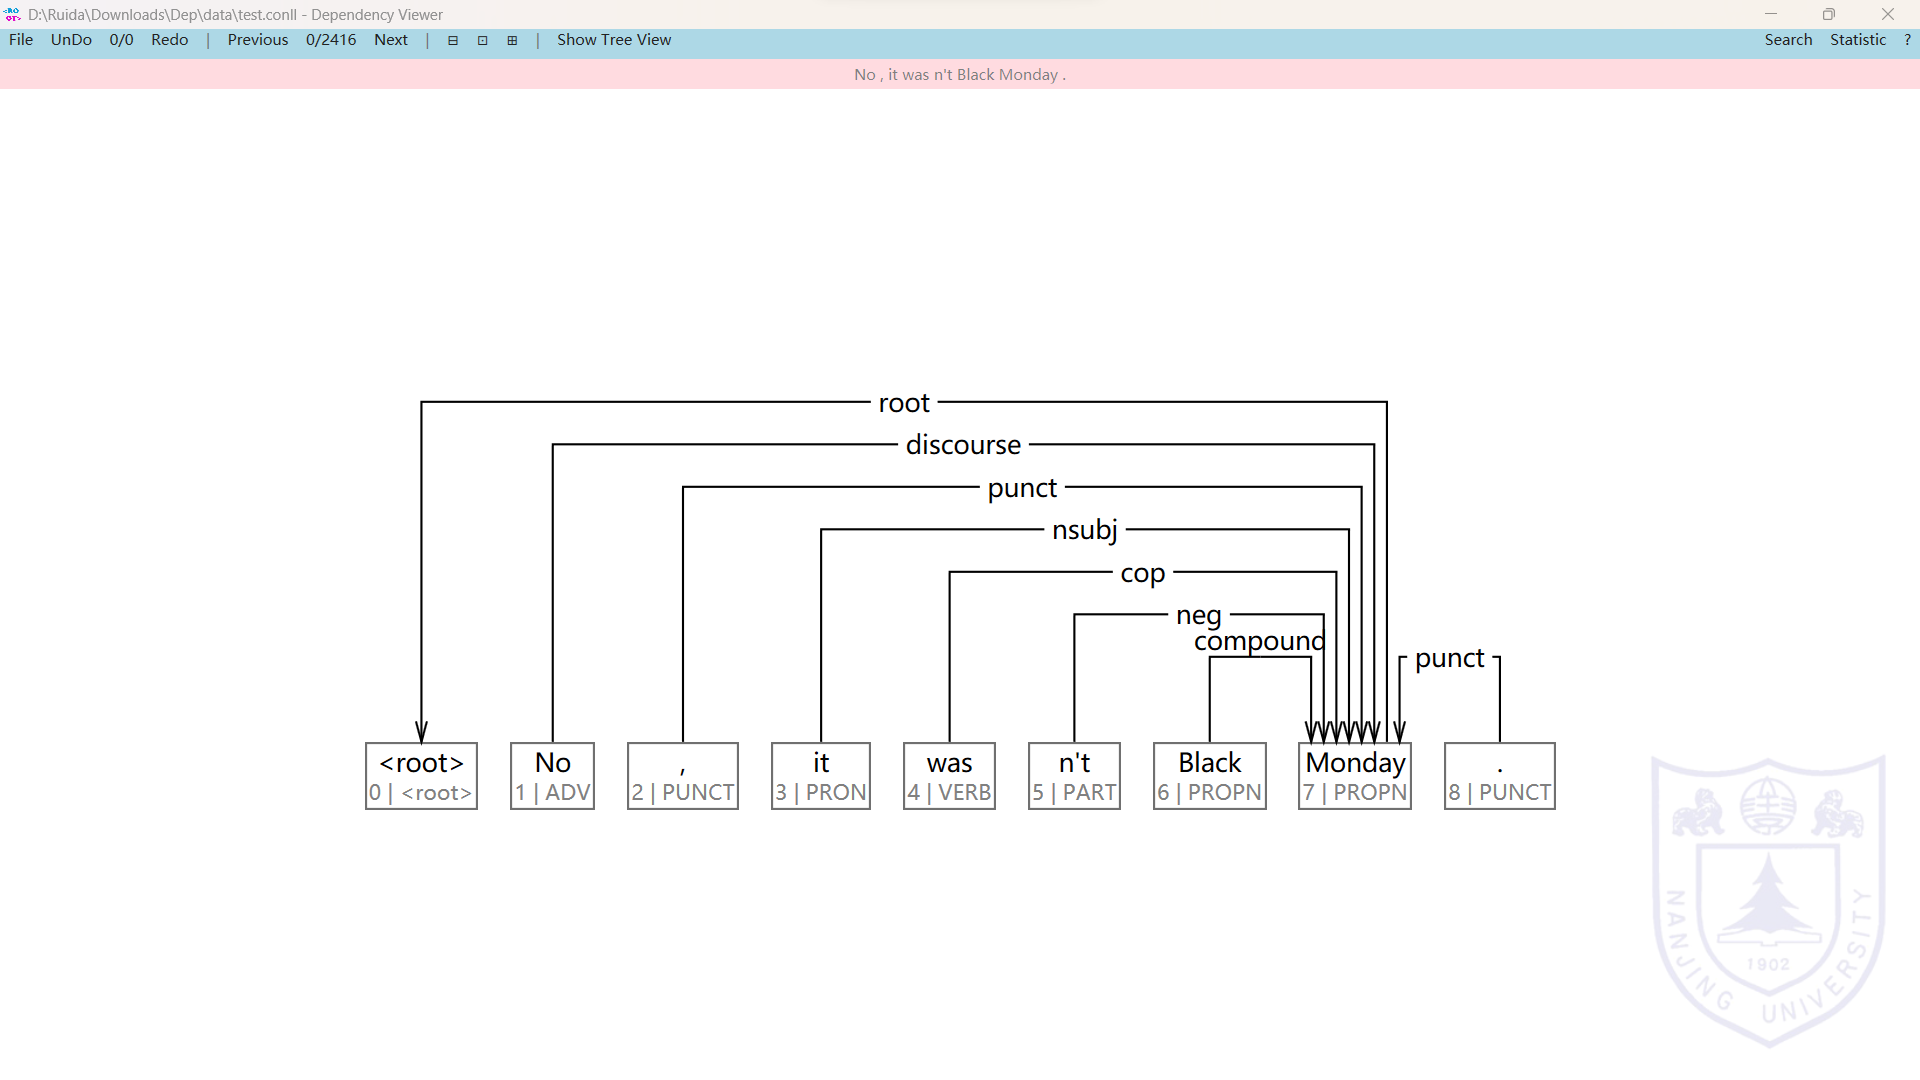 D:\Ruida\Downloads\Dep\data\test.conll - Dependency Viewer
File UnDo 0/0 Redo | Previous 0/2416 Next | ⊟ ⊡ ⊞ | Show Tree View Search Statistic ?
No , it was n't Black Monday .
root
discourse
punct
nsubj
cop
neg
compound
punct
<root> No , it was n't Black Monday .
0 | <root> 1 | ADV 2 | PUNCT 3 | PRON 4 | VERB 5 | PART 6 | PROPN 7 | PROPN 8 | PUNCT
1902
NANJING UNIVERSITY